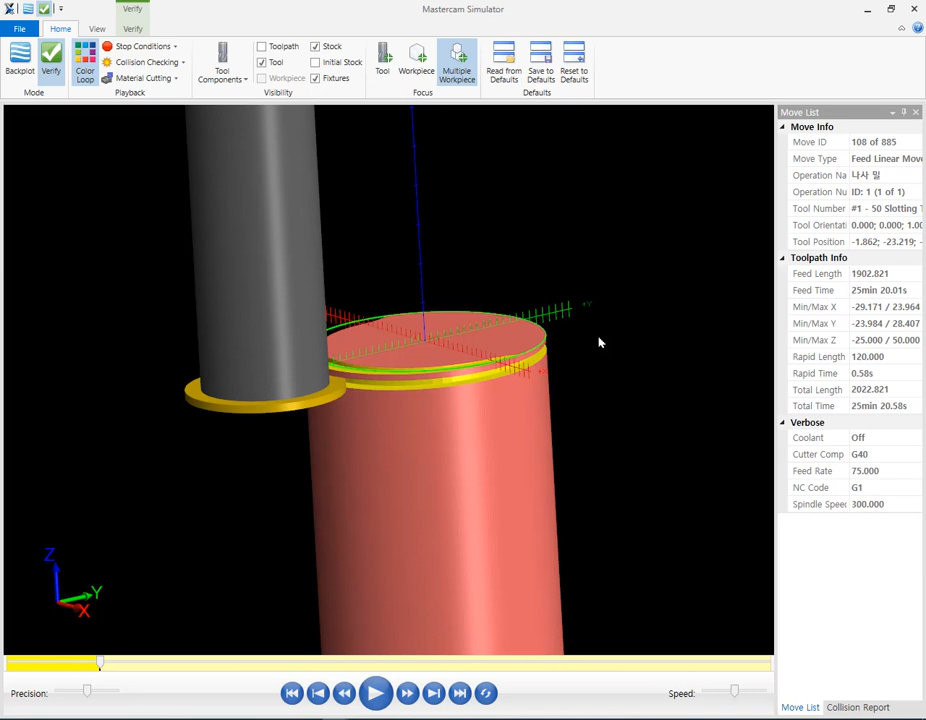 Verify
Mastercam Simulator
File
Home
View
Verify
Backplot
Verify
Mode
Color
Loop
Stop Conditions
Collision Checking
Material Cutting
Playback
Tool
Components
Toolpath
Tool
Workpiece
Stock
Initial Stock
Fixtures
Visibility
Tool
Workpiece
Multiple
Workpiece
Focus
Read from
Defaults
Save to
Defaults
Reset to
Defaults
Defaults
Move List
Move Info
Move ID 108 of 885
Move Type Feed Linear Mov
Operation Na 나사 밀
Operation Nu ID: 1 (1 of 1)
Tool Number #1 - 50 Slotting
Tool Orientati 0.000; 0.000; 1.0
Tool Position -1.862; -23.219; -
Toolpath Info
Feed Length 1902.821
Feed Time 25min 20.01s
Min/Max X -29.171 / 23.964
Min/Max Y -23.984 / 28.407
Min/Max Z -25.000 / 50.000
Rapid Length 120.000
Rapid Time 0.58s
Total Length 2022.821
Total Time 25min 20.58s
Verbose
Coolant Off
Cutter Comp G40
Feed Rate 75.000
NC Code G1
Spindle Spee 300.000
Z
Y
X
Precision:
Speed:
Move List
Collision Report